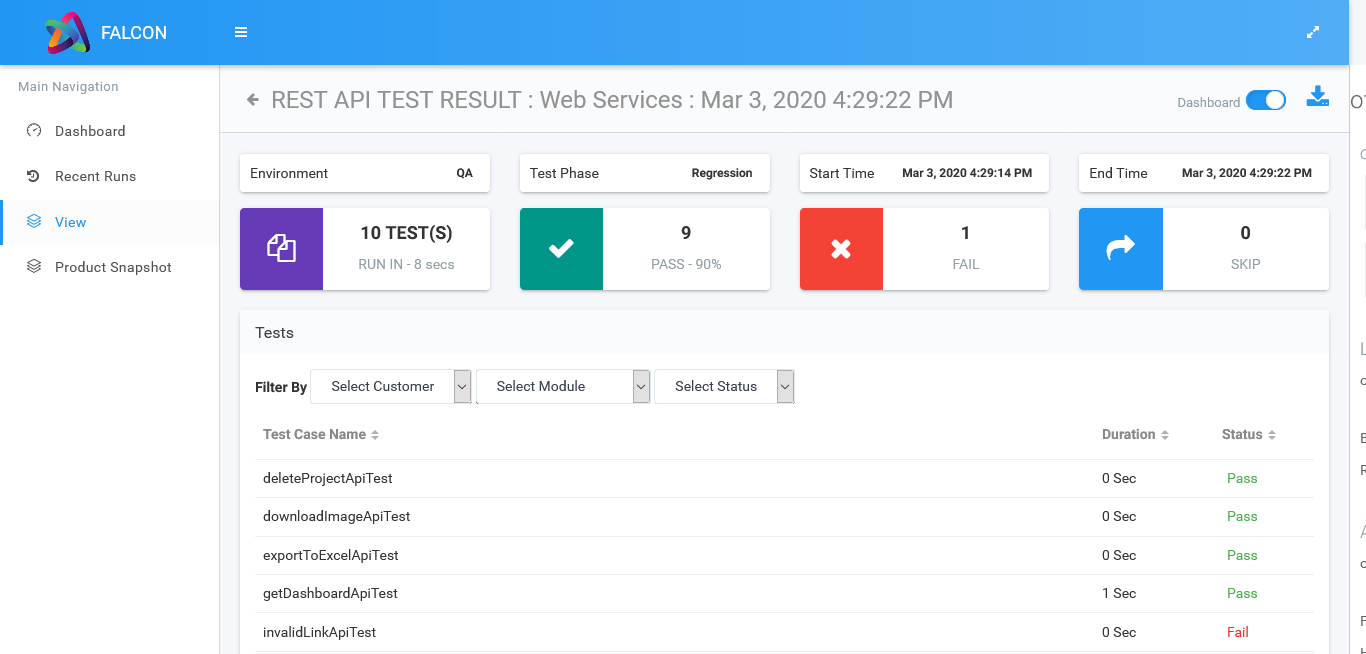 FALCON
Main Navigation
Dashboard
Recent Runs
View
Product Snapshot
REST API TEST RESULT : Web Services : Mar 3, 2020 4:29:22 PM
Dashboard
Environment QA
Test Phase Regression
Start Time Mar 3, 2020 4:29:14 PM
End Time Mar 3, 2020 4:29:22 PM
10 TEST(S)
RUN IN - 8 secs
9
PASS - 90%
1
FAIL
0
SKIP
Tests
Filter By Select Customer Select Module Select Status
Test Case Name Duration Status
deleteProjectApiTest 0 Sec Pass
downloadImageApiTest 0 Sec Pass
exportToExcelApiTest 0 Sec Pass
getDashboardApiTest 1 Sec Pass
invalidLinkApiTest 0 Sec Fail